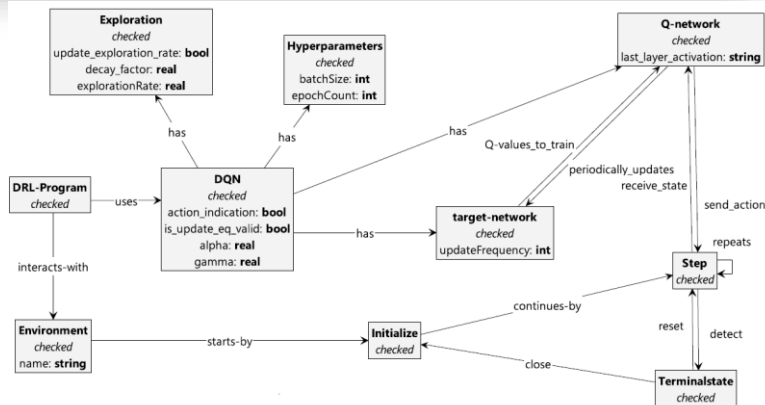 Exploration
checked
update_exploration_rate: bool
decay_factor: real
explorationRate: real
Hyperparameters
checked
batchSize: int
epochCount: int
Q-network
checked
last_layer_activation: string
has
has
has
Q-values_to_train
periodically_updates
receive_state
send_action
DRL-Program
checked
uses
DQN
checked
action_indication: bool
is_update_eq_valid: bool
alpha: real
gamma: real
has
target-network
checked
updateFrequency: int
repeats
Step
checked
interacts-with
continues-by
Environment
checked
name: string
starts-by
Initialize
checked
reset
detect
close
Terminalstate
checked